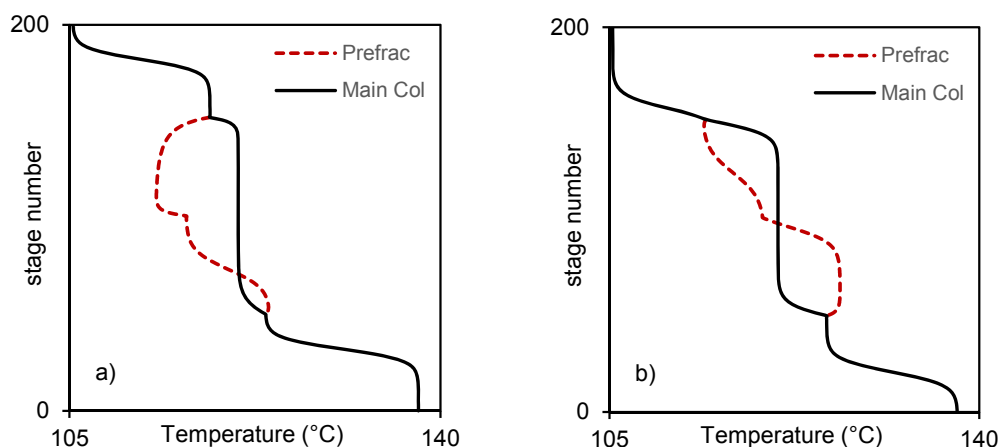 200
Prefrac
Main Col
stage number
a)
0
105
Temperature (°C)
140
200
Prefrac
Main Col
stage number
b)
0
105
Temperature (°C)
140